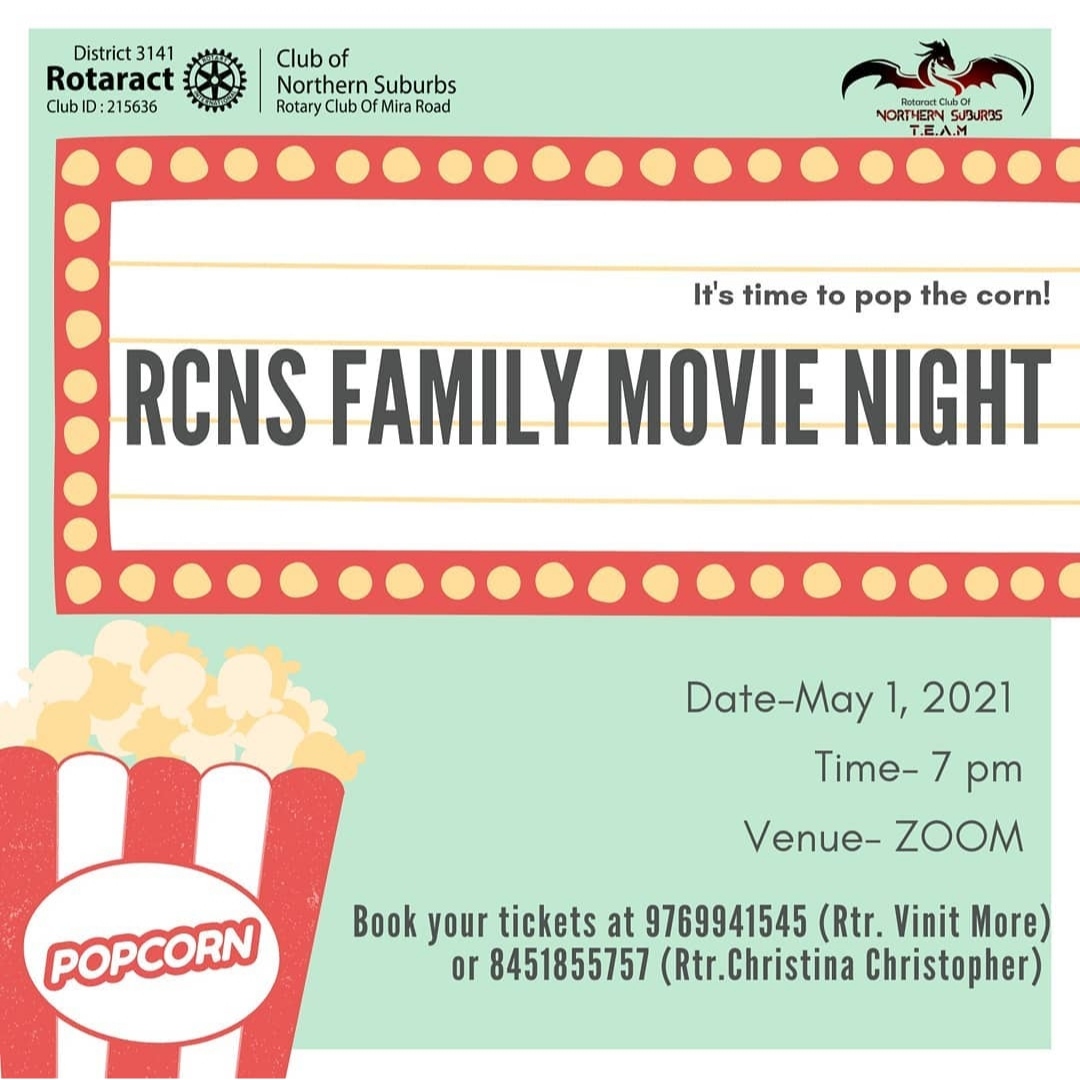 District 3141
Rotaract
Club ID : 215636
Club of
Northern Suburbs
Rotary Club Of Mira Road
Rotaract Club Of
NORTHERN SUBURBS
T.E.A.M
It's time to pop the corn!
RCNS FAMILY MOVIE NIGHT
Date-May 1, 2021
Time- 7 pm
Venue- ZOOM
Book your tickets at 9769941545 (Rtr. Vinit More)
or 8451855757 (Rtr.Christina Christopher)
POPCORN